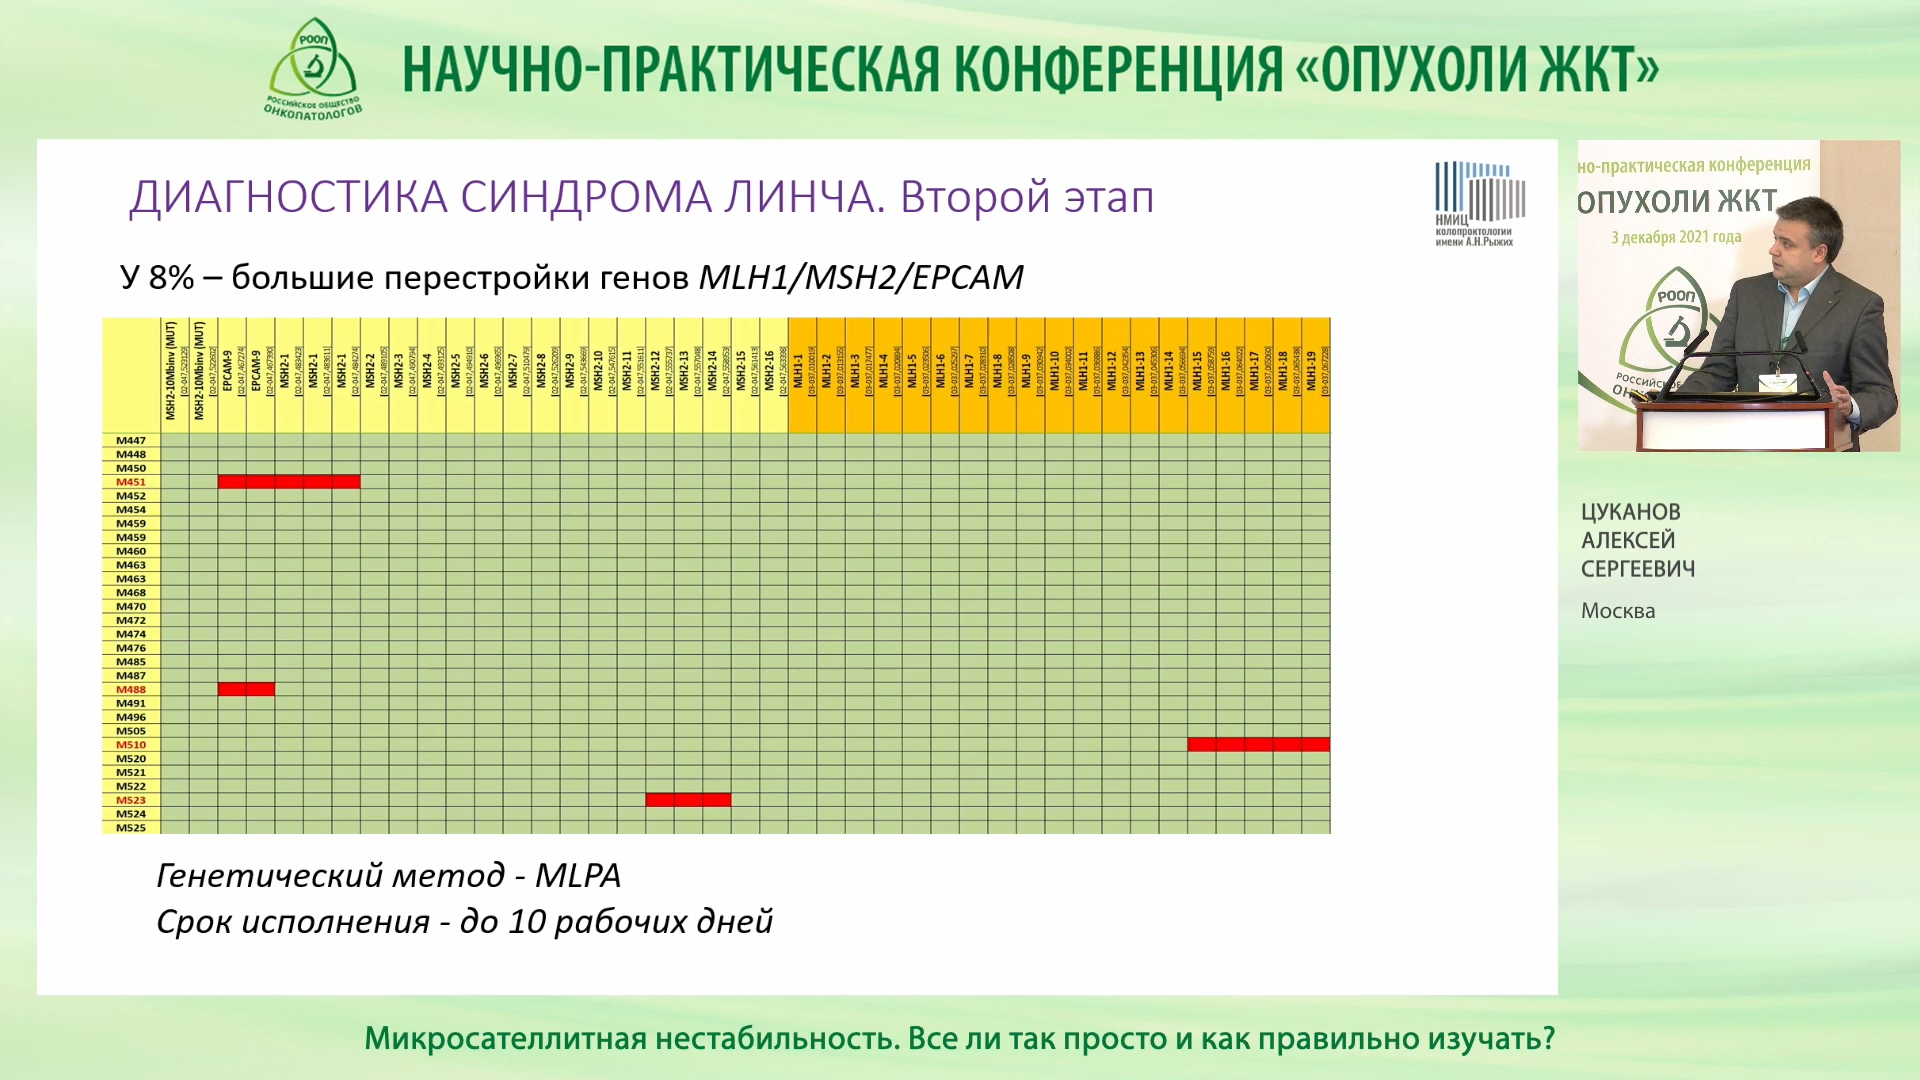 РООП
РОССИЙСКОЕ ОБЩЕСТВО
ОНКОПАТОЛОГОВ
НАУЧНО-ПРАКТИЧЕСКАЯ КОНФЕРЕНЦИЯ «ОПУХОЛИ ЖКТ»
ДИАГНОСТИКА СИНДРОМА ЛИНЧА. Второй этап
НМИЦ
колопроктологии
имени А.Н.Рыжих
У 8% – большие перестройки генов MLH1/MSH2/EPCAM
MSH2-10Mbinv (MUT)
MSH2-10Mbinv (MUT)
EPCAM-9
EPCAM-9
MSH2-1
MSH2-1
MSH2-1
MSH2-2
MSH2-3
MSH2-4
MSH2-5
MSH2-6
MSH2-7
MSH2-8
MSH2-9
MSH2-10
MSH2-11
MSH2-12
MSH2-13
MSH2-14
MSH2-15
MSH2-16
MLH1-1
MLH1-2
MLH1-3
MLH1-4
MLH1-5
MLH1-6
MLH1-7
MLH1-8
MLH1-9
MLH1-10
MLH1-11
MLH1-12
MLH1-13
MLH1-14
MLH1-15
MLH1-16
MLH1-17
MLH1-18
MLH1-19
M447
M448
M450
M451
M452
M454
M459
M459
M460
M463
M463
M468
M470
M472
M474
M476
M485
M487
M488
M491
M496
M505
M510
M520
M521
M522
M523
M524
M525
Генетический метод - MLPA
Срок исполнения - до 10 рабочих дней
но-практическая конференция
ОПУХОЛИ ЖКТ
3 декабря 2021 года
РООП
ЦУКАНОВ
АЛЕКСЕЙ
СЕРГЕЕВИЧ
Москва
Микросателлитная нестабильность. Все ли так просто и как правильно изучать?